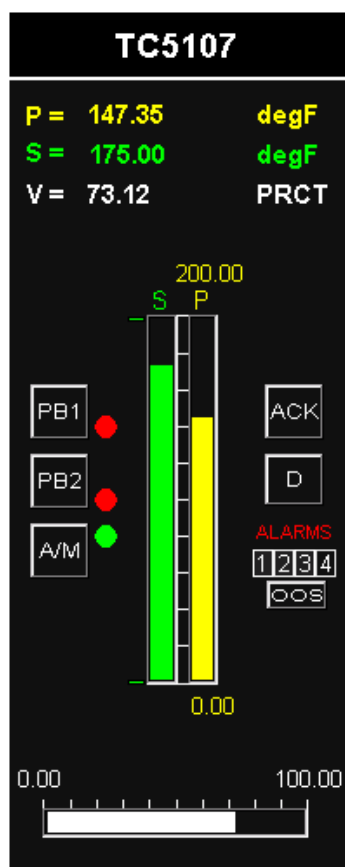 TC5107
P = 147.35 degF
S = 175.00 degF
V = 73.12 PRCT
200.00
S P
PB1 ACK
PB2 D
ALARMS
A/M 1 2 3 4
OOS
0.00
0.00 100.00